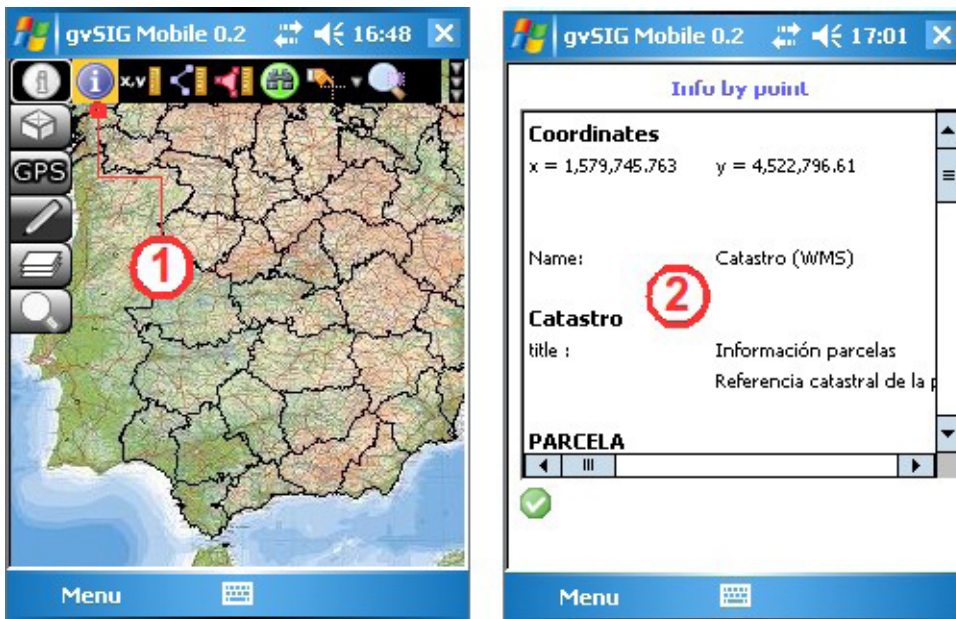 gvSIG Mobile 0.2 16:48
x,y
GPS
1
Menu
gvSIG Mobile 0.2 17:01
Info by point
Coordinates
x = 1,579,745.763 y = 4,522,796.61
Name: Catastro (WMS)
2
Catastro
title : Información parcelas
Referencia catastral de la p
PARCELA
Menu